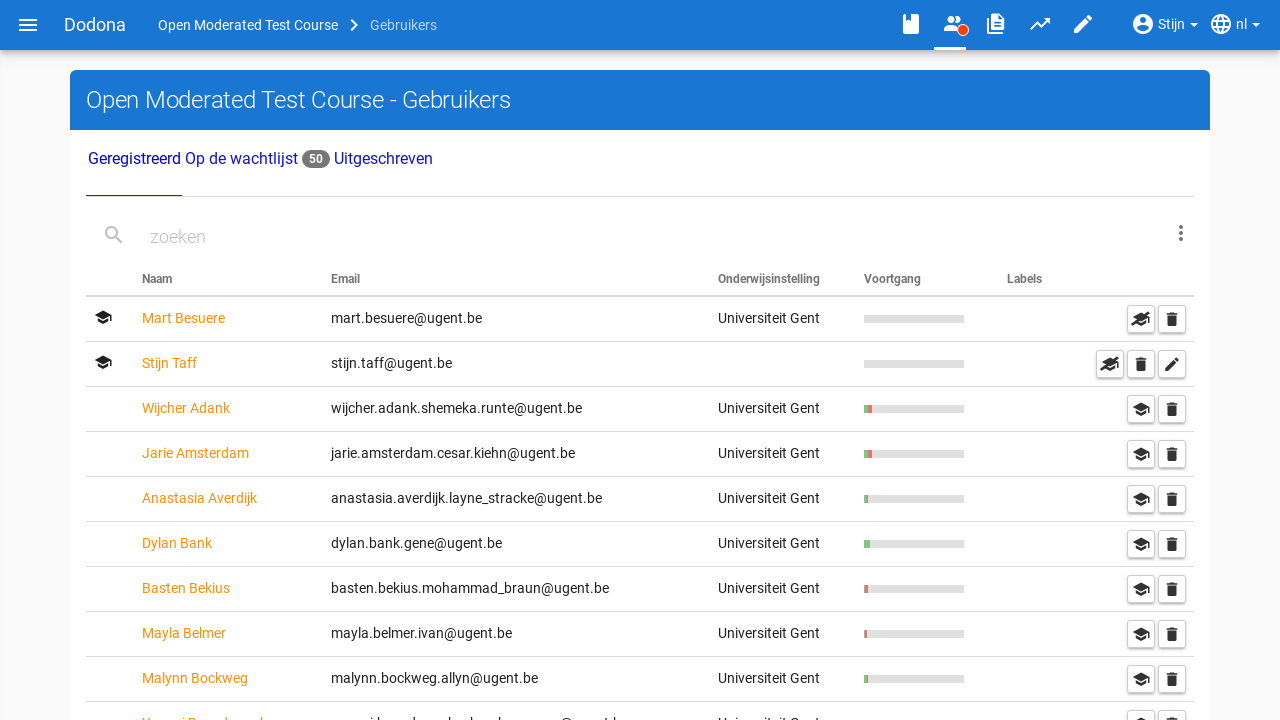 Dodona Open Moderated Test Course Gebruikers Stijn nl
Open Moderated Test Course - Gebruikers
Geregistreerd Op de wachtlijst 50 Uitgeschreven
zoeken
Naam Email Onderwijsinstelling Voortgang Labels
Mart Besuere mart.besuere@ugent.be Universiteit Gent
Stijn Taff stijn.taff@ugent.be
Wijcher Adank wijcher.adank.shemeka.runte@ugent.be Universiteit Gent
Jarie Amsterdam jarie.amsterdam.cesar.kiehn@ugent.be Universiteit Gent
Anastasia Averdijk anastasia.averdijk.layne_stracke@ugent.be Universiteit Gent
Dylan Bank dylan.bank.gene@ugent.be Universiteit Gent
Basten Bekius basten.bekius.mohammad_braun@ugent.be Universiteit Gent
Mayla Belmer mayla.belmer.ivan@ugent.be Universiteit Gent
Malynn Bockweg malynn.bockweg.allyn@ugent.be Universiteit Gent